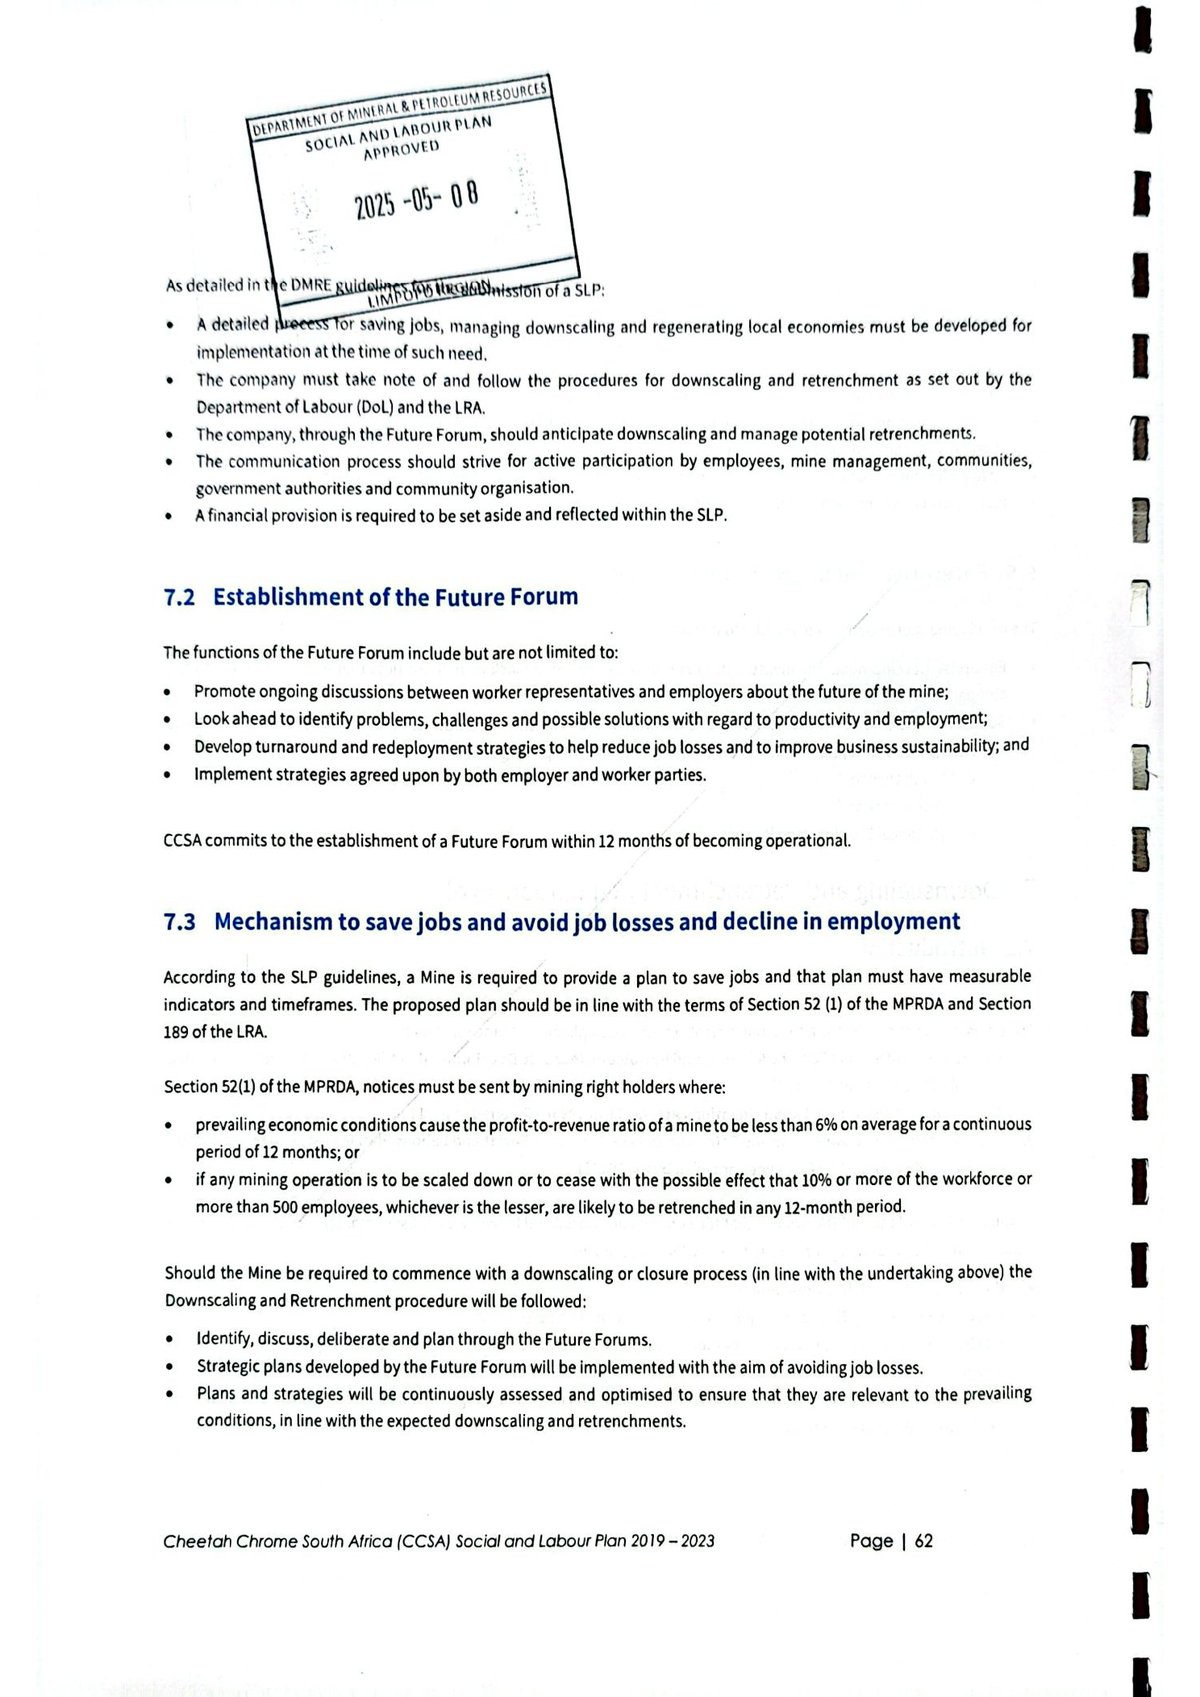 DEPARTMENT OF MINERAL & PETROLEUM RESOURCES
SOCIAL AND LABOUR PLAN
APPROVED
2025 -05- 08
LIMPOPO REGION
As detailed in the DMRE guidelines for the submission of a SLP:
• A detailed process for saving jobs, managing downscaling and regenerating local economies must be developed for
implementation at the time of such need.
• The company must take note of and follow the procedures for downscaling and retrenchment as set out by the
Department of Labour (DoL) and the LRA.
• The company, through the Future Forum, should anticipate downscaling and manage potential retrenchments.
• The communication process should strive for active participation by employees, mine management, communities,
government authorities and community organisation.
• A financial provision is required to be set aside and reflected within the SLP.
7.2 Establishment of the Future Forum
The functions of the Future Forum include but are not limited to:
• Promote ongoing discussions between worker representatives and employers about the future of the mine;
• Look ahead to identify problems, challenges and possible solutions with regard to productivity and employment;
• Develop turnaround and redeployment strategies to help reduce job losses and to improve business sustainability; and
• Implement strategies agreed upon by both employer and worker parties.
CCSA commits to the establishment of a Future Forum within 12 months of becoming operational.
7.3 Mechanism to save jobs and avoid job losses and decline in employment
According to the SLP guidelines, a Mine is required to provide a plan to save jobs and that plan must have measurable
indicators and timeframes. The proposed plan should be in line with the terms of Section 52 (1) of the MPRDA and Section
189 of the LRA.
Section 52(1) of the MPRDA, notices must be sent by mining right holders where:
• prevailing economic conditions cause the profit-to-revenue ratio of a mine to be less than 6% on average for a continuous
period of 12 months; or
• if any mining operation is to be scaled down or to cease with the possible effect that 10% or more of the workforce or
more than 500 employees, whichever is the lesser, are likely to be retrenched in any 12-month period.
Should the Mine be required to commence with a downscaling or closure process (in line with the undertaking above) the
Downscaling and Retrenchment procedure will be followed:
• Identify, discuss, deliberate and plan through the Future Forums.
• Strategic plans developed by the Future Forum will be implemented with the aim of avoiding job losses.
• Plans and strategies will be continuously assessed and optimised to ensure that they are relevant to the prevailing
conditions, in line with the expected downscaling and retrenchments.
Cheetah Chrome South Africa (CCSA) Social and Labour Plan 2019 – 2023 Page | 62